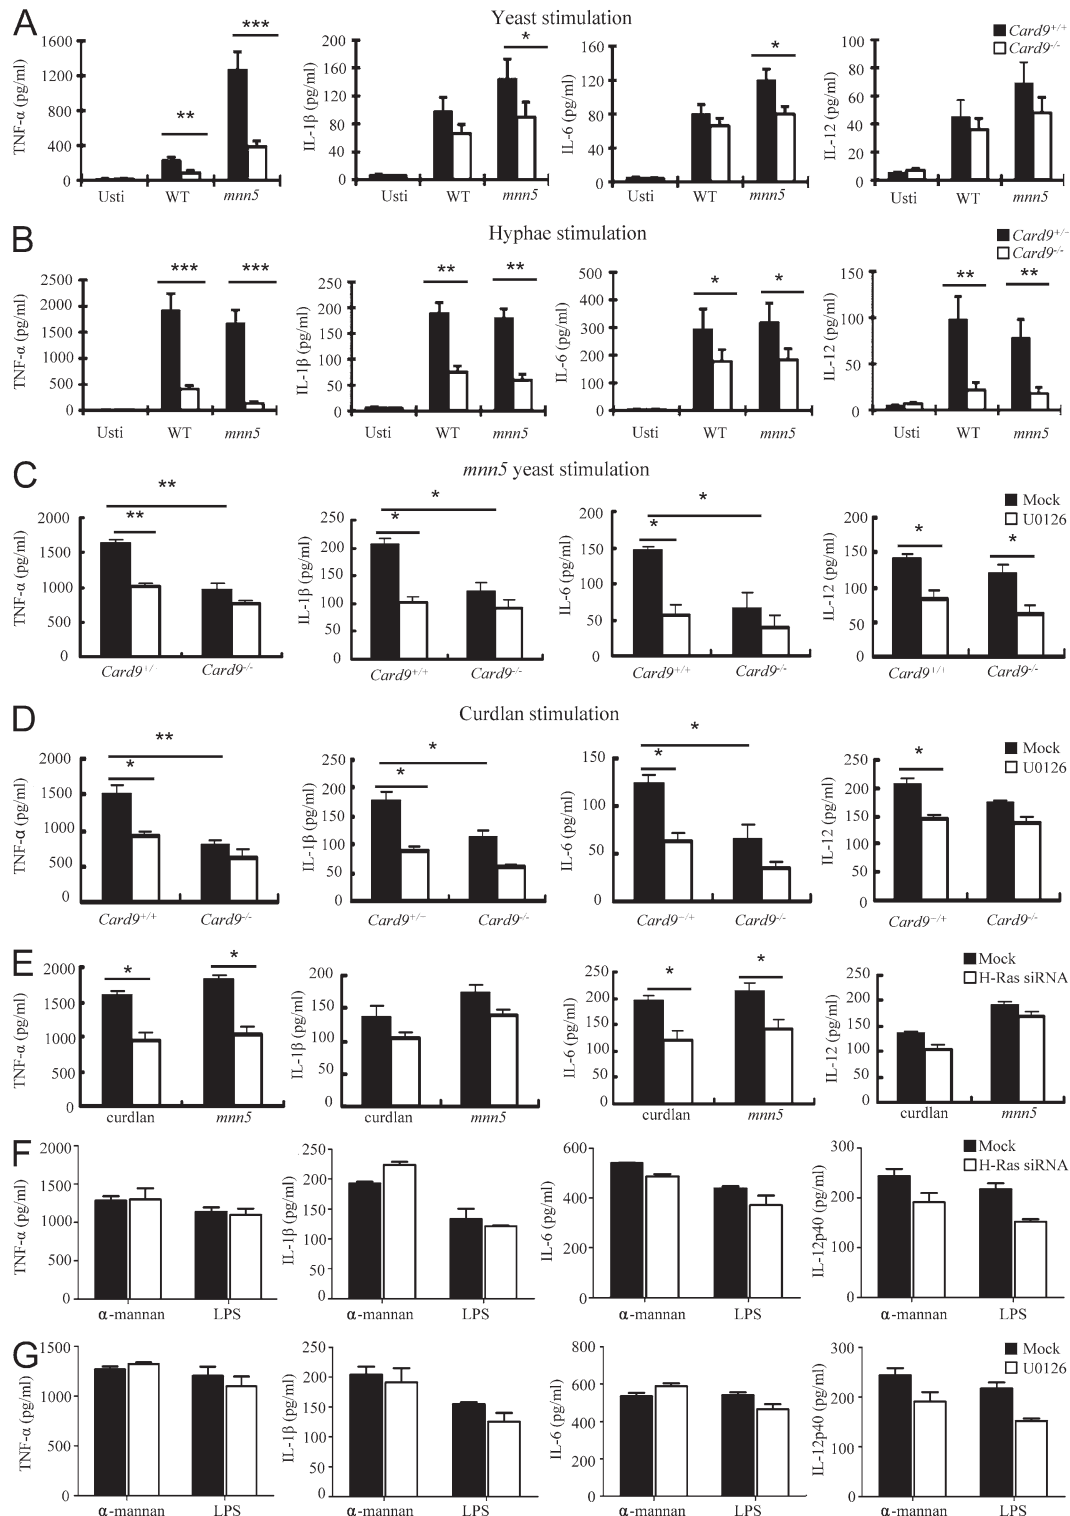 A
Yeast stimulation
Card9+/+
Card9-/-
TNF-α (pg/ml)
1600
1200
800
400
0
**
***
Usti WT mnn5
IL-1β (pg/ml)
200
150
100
50
0
*
Usti WT mnn5
IL-6 (pg/ml)
160
120
80
40
0
*
Usti WT mnn5
IL-12 (pg/ml)
100
80
60
40
20
0
Usti WT mnn5
B
Hyphae stimulation
Card9+/−
Card9-/-
TNF-α (pg/ml)
2500
2000
1500
1000
500
0
*** ***
Usti WT mnn5
IL-1β (pg/ml)
250
200
150
100
50
0
** **
Usti WT mnn5
IL-6 (pg/ml)
500
400
300
200
100
0
* *
Usti WT mnn5
IL-12 (pg/ml)
150
100
50
0
** **
Usti WT mnn5
C
mnn5 yeast stimulation
Mock
U0126
TNF-α (pg/ml)
2000
1500
1000
500
0
**
**
Card9+/ Card9-/-
IL-1β (pg/ml)
250
200
150
100
50
0
*
*
Card9+/+ Card9-/-
IL-6 (pg/ml)
200
150
100
50
0
*
*
Card9+/+ Card9-/-
IL-12 (pg/ml)
200
150
100
50
0
* *
Card9+/+ Card9-/-
D
Curdlan stimulation
Mock
U0126
TNF-α (pg/ml)
2000
1500
1000
500
0
**
*
Card9+/+ Card9-/-
IL-1β (pg/ml)
250
200
150
100
50
0
*
*
Card9+/− Card9-/-
IL-6 (pg/ml)
150
100
50
0
*
*
Card9−/+ Card9-/-
IL-12 (pg/ml)
250
200
150
100
50
0
*
Card9−/+ Card9-/-
E
Mock
H-Ras siRNA
TNF-α (pg/ml)
2000
1500
1000
500
0
* *
curdlan mnn5
IL-1β (pg/ml)
200
150
100
50
0
IL-6 (pg/ml)
250
200
150
100
50
0
* *
curdlan mnn5
IL-12 (pg/ml)
250
200
150
100
50
0
curdlan mnn5
F
Mock
H-Ras siRNA
TNF-α (pg/ml)
2000
1500
1000
500
0
α-mannan LPS
IL-1β (pg/ml)
250
200
150
100
50
0
α-mannan LPS
IL-6 (pg/ml)
600
400
200
0
α-mannan LPS
IL-12p40 (pg/ml)
300
200
100
0
α-mannan LPS
G
Mock
U0126
TNF-α (pg/ml)
1500
1000
500
0
α-mannan LPS
IL-1β (pg/ml)
250
200
150
100
50
0
α-mannan LPS
IL-6 (pg/ml)
800
600
400
200
0
α-mannan LPS
IL-12p40 (pg/ml)
300
200
100
0
α-mannan LPS